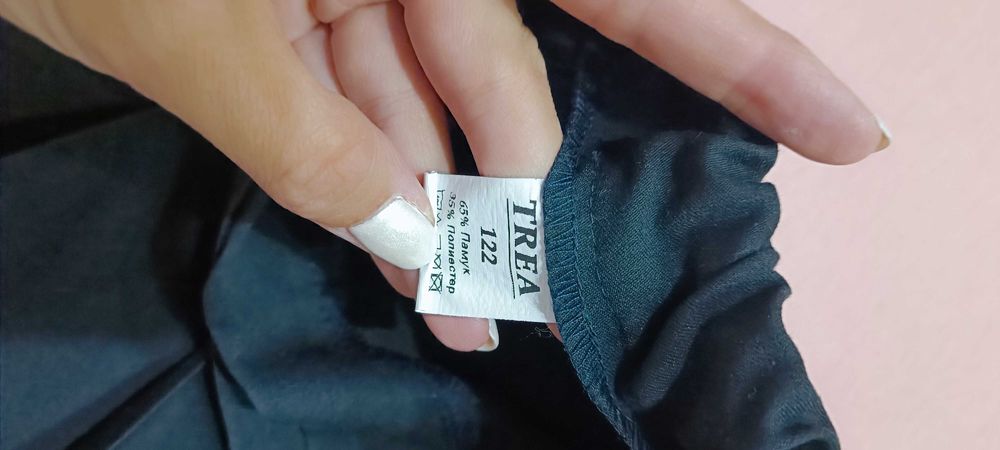 TREA
122
65% Памук
35% Полиестер